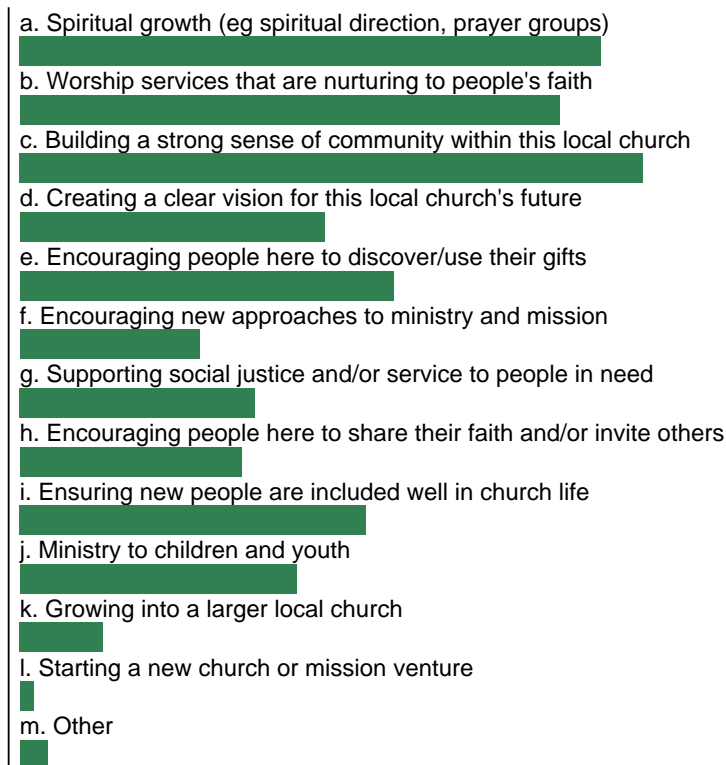 a. Spiritual growth (eg spiritual direction, prayer groups)
b. Worship services that are nurturing to people's faith
c. Building a strong sense of community within this local church
d. Creating a clear vision for this local church's future
e. Encouraging people here to discover/use their gifts
f. Encouraging new approaches to ministry and mission
g. Supporting social justice and/or service to people in need
h. Encouraging people here to share their faith and/or invite others
i. Ensuring new people are included well in church life
j. Ministry to children and youth
k. Growing into a larger local church
l. Starting a new church or mission venture
m. Other